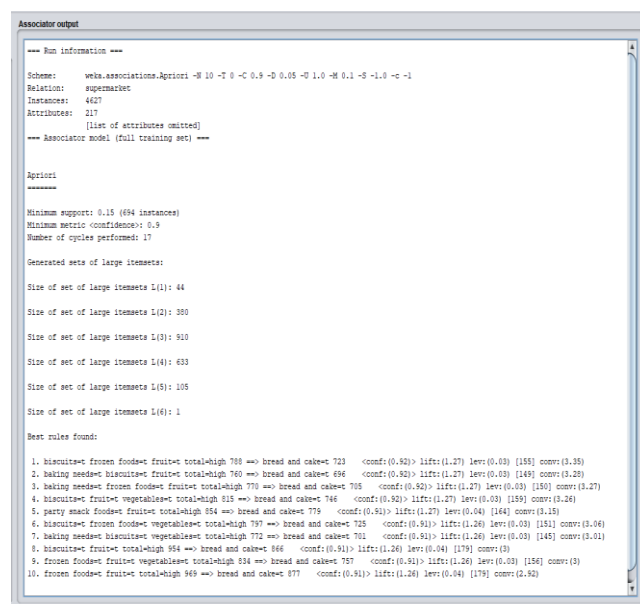 Associator output
=== Run information ===
Scheme: weka.associations.Apriori -N 10 -T 0 -C 0.9 -D 0.05 -U 1.0 -M 0.1 -S -1.0 -c -1
Relation: supermarket
Instances: 4627
Attributes: 217
[list of attributes omitted]
=== Associator model (full training set) ===
Apriori
=======
Minimum support: 0.15 (694 instances)
Minimum metric <confidence>: 0.9
Number of cycles performed: 17
Generated sets of large itemsets:
Size of set of large itemsets L(1): 44
Size of set of large itemsets L(2): 380
Size of set of large itemsets L(3): 910
Size of set of large itemsets L(4): 633
Size of set of large itemsets L(5): 105
Size of set of large itemsets L(6): 1
Best rules found:
1. biscuits=t frozen foods=t fruit=t total=high 788 ==> bread and cake=t 723 <conf:(0.92)> lift:(1.27) lev:(0.03) [155] conv:(3.35)
2. baking needs=t biscuits=t fruit=t total=high 760 ==> bread and cake=t 696 <conf:(0.92)> lift:(1.27) lev:(0.03) [149] conv:(3.28)
3. baking needs=t frozen foods=t fruit=t total=high 770 ==> bread and cake=t 705 <conf:(0.92)> lift:(1.27) lev:(0.03) [150] conv:(3.27)
4. biscuits=t fruit=t vegetables=t total=high 815 ==> bread and cake=t 746 <conf:(0.92)> lift:(1.27) lev:(0.03) [159] conv:(3.26)
5. party snack foods=t fruit=t total=high 854 ==> bread and cake=t 779 <conf:(0.91)> lift:(1.27) lev:(0.04) [164] conv:(3.15)
6. biscuits=t frozen foods=t vegetables=t total=high 797 ==> bread and cake=t 725 <conf:(0.91)> lift:(1.26) lev:(0.03) [151] conv:(3.06)
7. baking needs=t biscuits=t vegetables=t total=high 772 ==> bread and cake=t 701 <conf:(0.91)> lift:(1.26) lev:(0.03) [145] conv:(3.01)
8. biscuits=t fruit=t total=high 954 ==> bread and cake=t 866 <conf:(0.91)> lift:(1.26) lev:(0.04) [179] conv:(3)
9. frozen foods=t fruit=t vegetables=t total=high 834 ==> bread and cake=t 757 <conf:(0.91)> lift:(1.26) lev:(0.03) [156] conv:(3)
10. frozen foods=t fruit=t total=high 969 ==> bread and cake=t 877 <conf:(0.91)> lift:(1.26) lev:(0.04) [179] conv:(2.92)